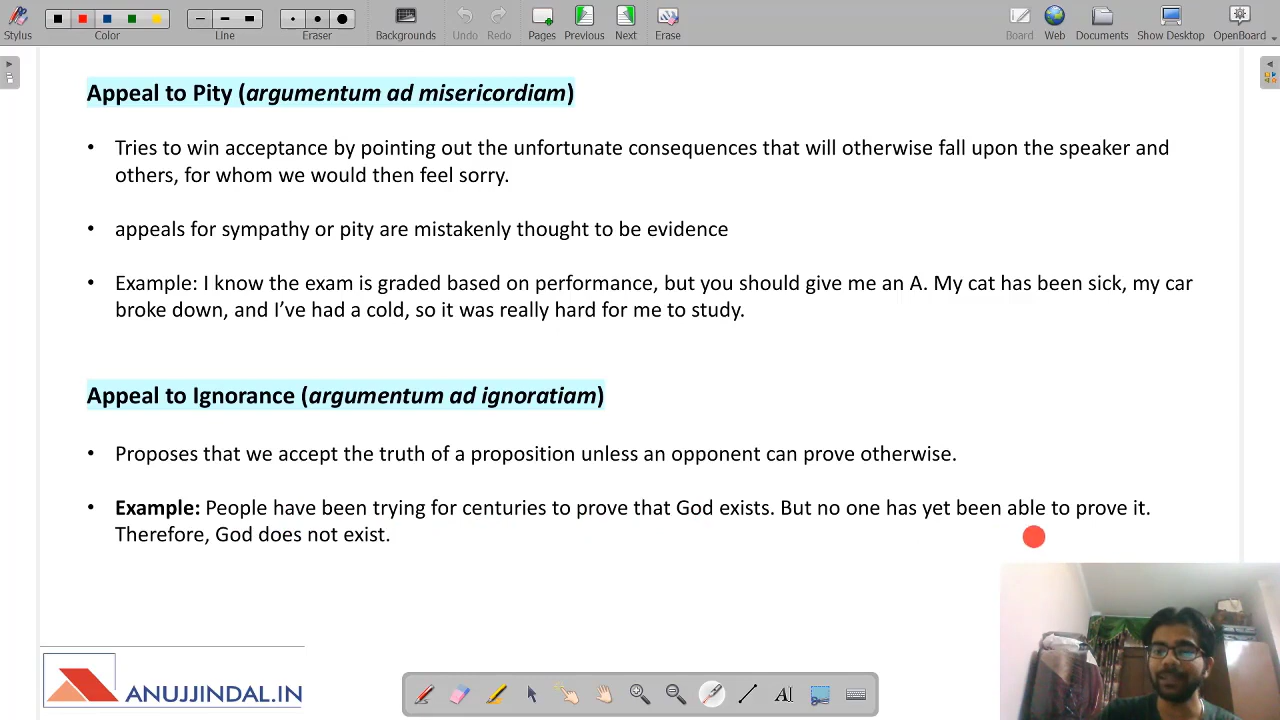 Stylus
Color
Line
Eraser
Backgrounds
Undo
Redo
Pages
Previous
Next
Erase
Board
Web
Documents
Show Desktop
OpenBoard
Appeal to Pity (argumentum ad misericordiam)
• Tries to win acceptance by pointing out the unfortunate consequences that will otherwise fall upon the speaker and
others, for whom we would then feel sorry.
• appeals for sympathy or pity are mistakenly thought to be evidence
• Example: I know the exam is graded based on performance, but you should give me an A. My cat has been sick, my car
broke down, and I’ve had a cold, so it was really hard for me to study.
Appeal to Ignorance (argumentum ad ignoratiam)
• Proposes that we accept the truth of a proposition unless an opponent can prove otherwise.
• Example: People have been trying for centuries to prove that God exists. But no one has yet been able to prove it.
Therefore, God does not exist.
ANUJJINDAL.IN
AI